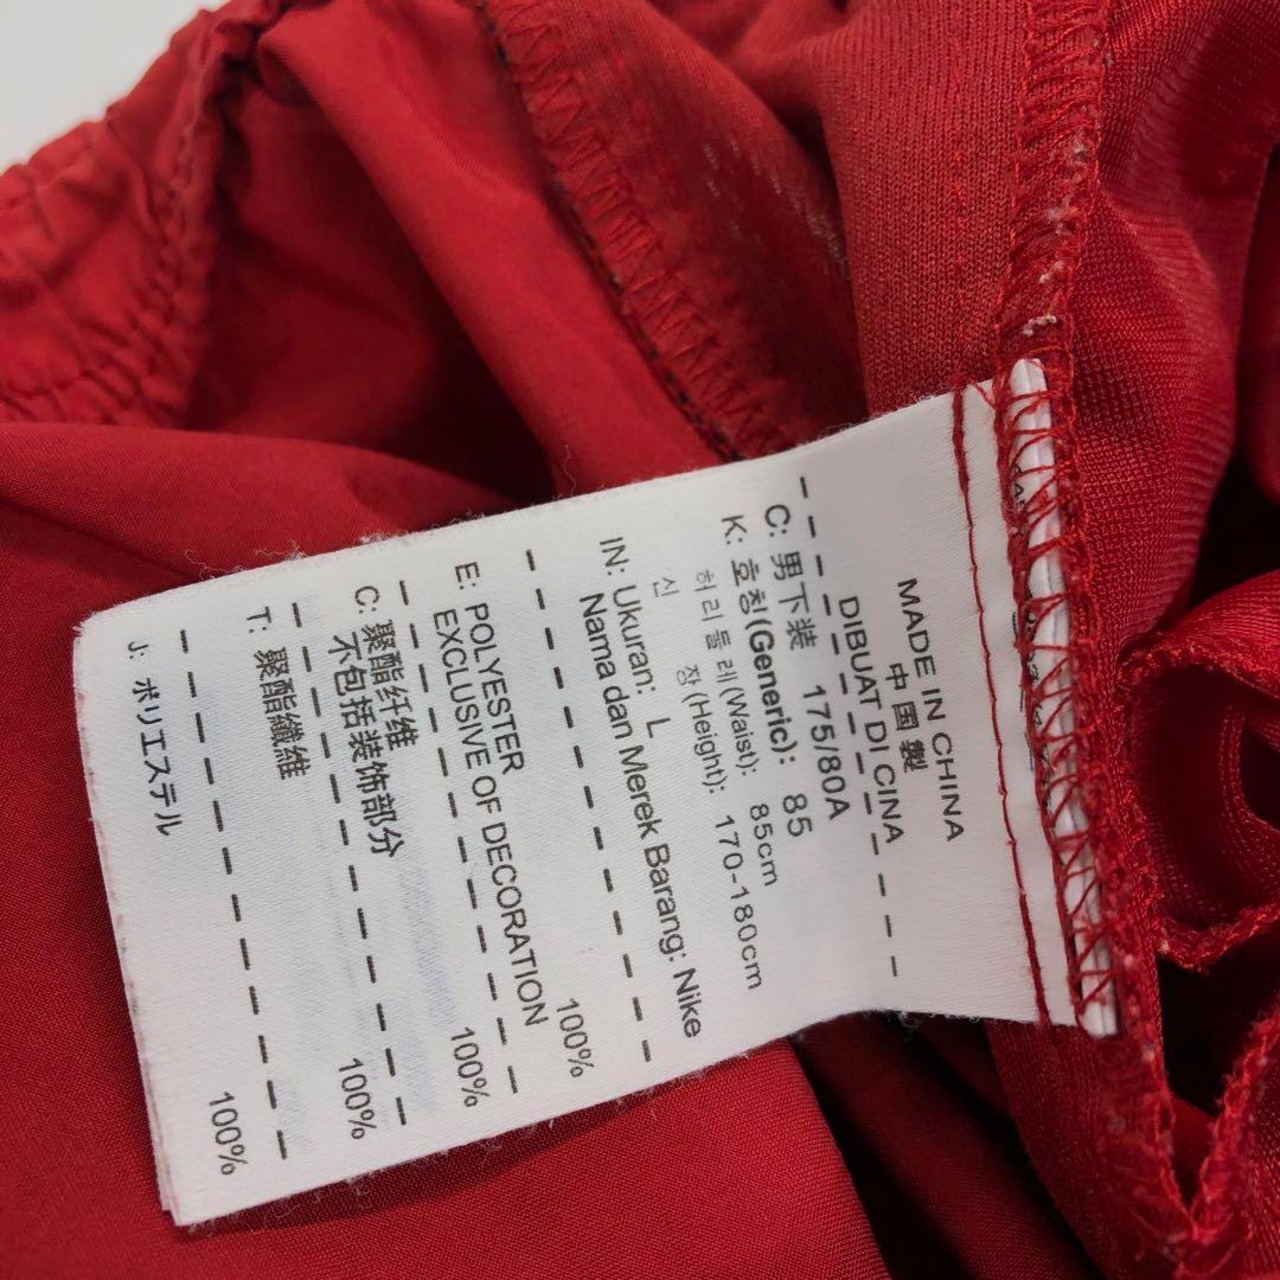 MADE IN CHINA
中国製
DIBUAT DI CINA
C: 男下装 175/80A
K: 호칭(Generic): 85
허리둘레(Waist): 85cm
신 장(Height): 170-180cm
IN: Ukuran: L
Nama dan Merek Barang: Nike
E: POLYESTER 100%
EXCLUSIVE OF DECORATION
C: 聚酯纤维 100%
不包括装饰部分
T: 聚酯纖維 100%
J: ポリエステル 100%